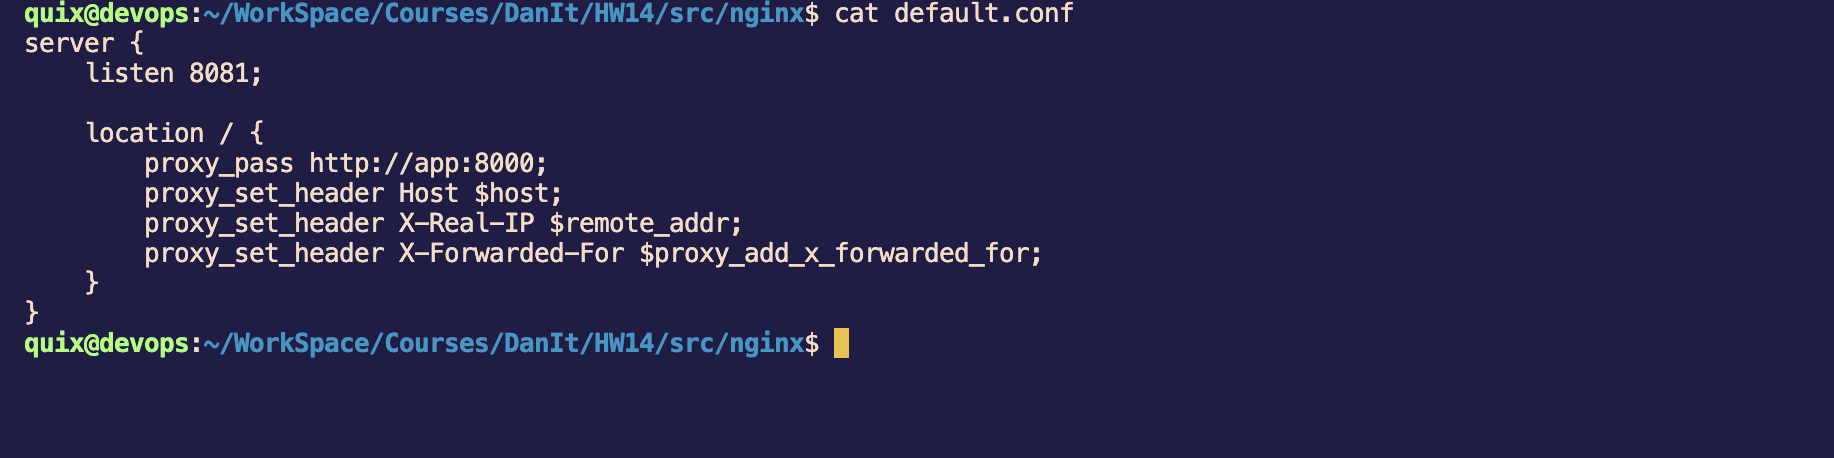 quix@devops:~/WorkSpace/Courses/DanIt/HW14/src/nginx$ cat default.conf
server {
    listen 8081;

    location / {
        proxy_pass http://app:8000;
        proxy_set_header Host $host;
        proxy_set_header X-Real-IP $remote_addr;
        proxy_set_header X-Forwarded-For $proxy_add_x_forwarded_for;
    }
}
quix@devops:~/WorkSpace/Courses/DanIt/HW14/src/nginx$